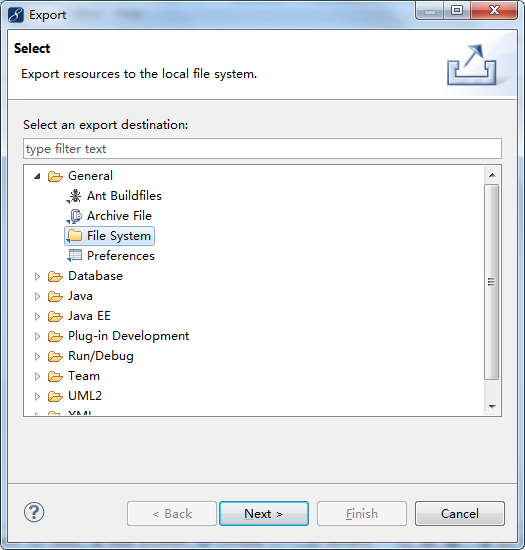 Export
Select
Export resources to the local file system.
Select an export destination:
type filter text
General
Ant Buildfiles
Archive File
File System
Preferences
Database
Java
Java EE
Plug-in Development
Run/Debug
Team
UML2
XML
< Back
Next >
Finish
Cancel